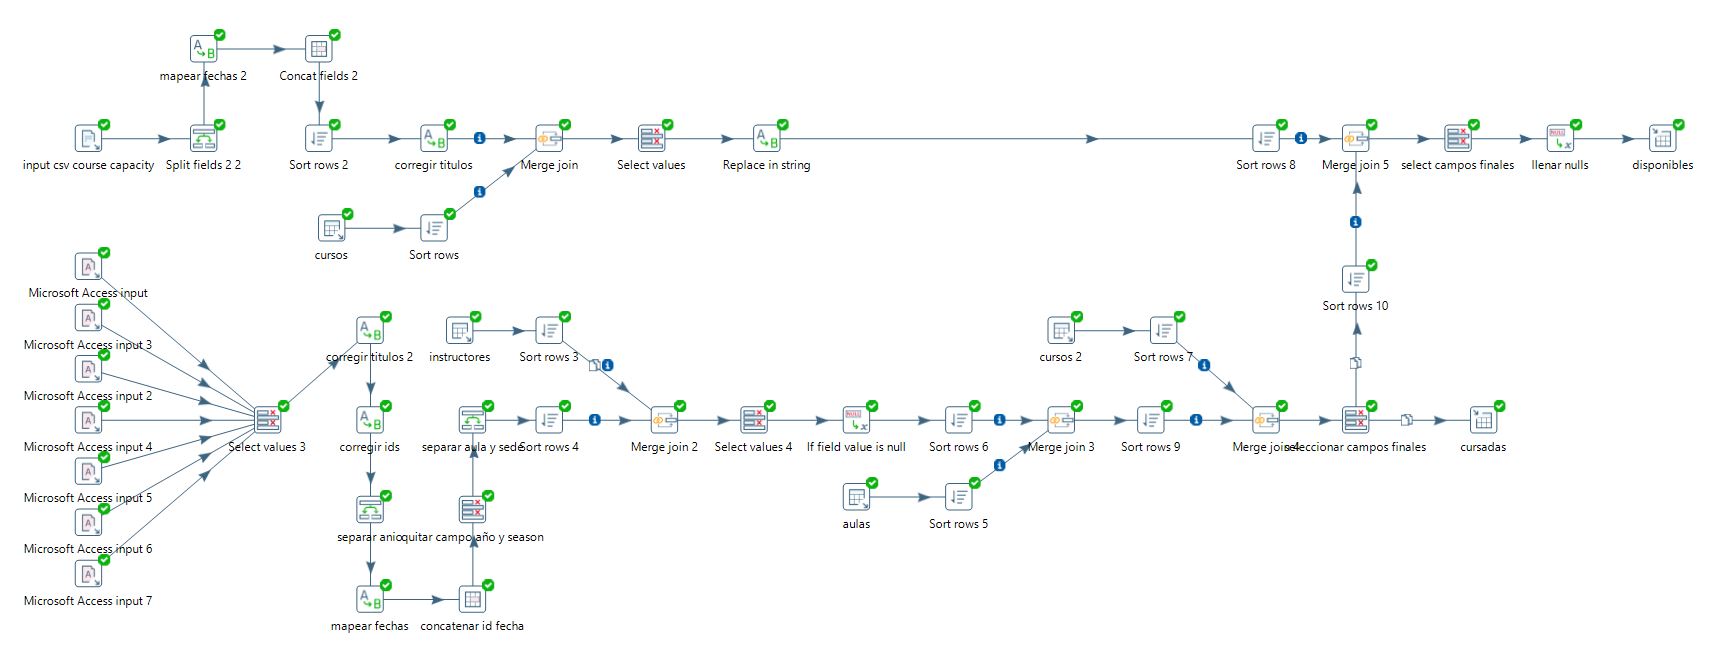 mapear fechas 2
Concat fields 2
input csv course capacity
Split fields 2 2
Sort rows 2
corregir titulos
Merge join
Select values
Replace in string
Sort rows 8
Merge join 5
select campos finales
llenar nulls
disponibles
cursos
Sort rows
Microsoft Access input
Microsoft Access input 3
Microsoft Access input 2
Microsoft Access input 4
Microsoft Access input 5
Microsoft Access input 6
Microsoft Access input 7
Select values 3
corregir titulos 2
corregir ids
separar anio
mapear fechas
concatenar id fecha
quitar campo año y season
separar aula y sede
instructores
Sort rows 3
Sort rows 4
Merge join 2
Select values 4
If field value is null
Sort rows 6
aulas
Sort rows 5
Merge join 3
Sort rows 9
cursos 2
Sort rows 7
Merge join 4
seleccionar campos finales
Sort rows 10
cursadas